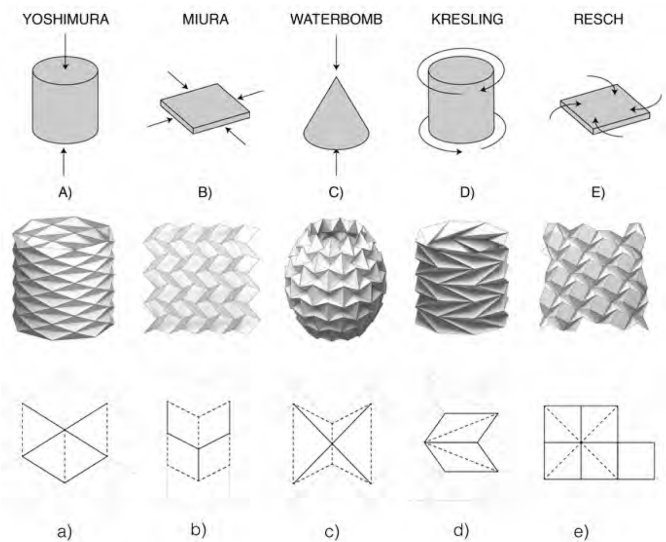 YOSHIMURA MIURA WATERBOMB KRESLING RESCH
A) B) C) D) E)
a) b) c) d) e)